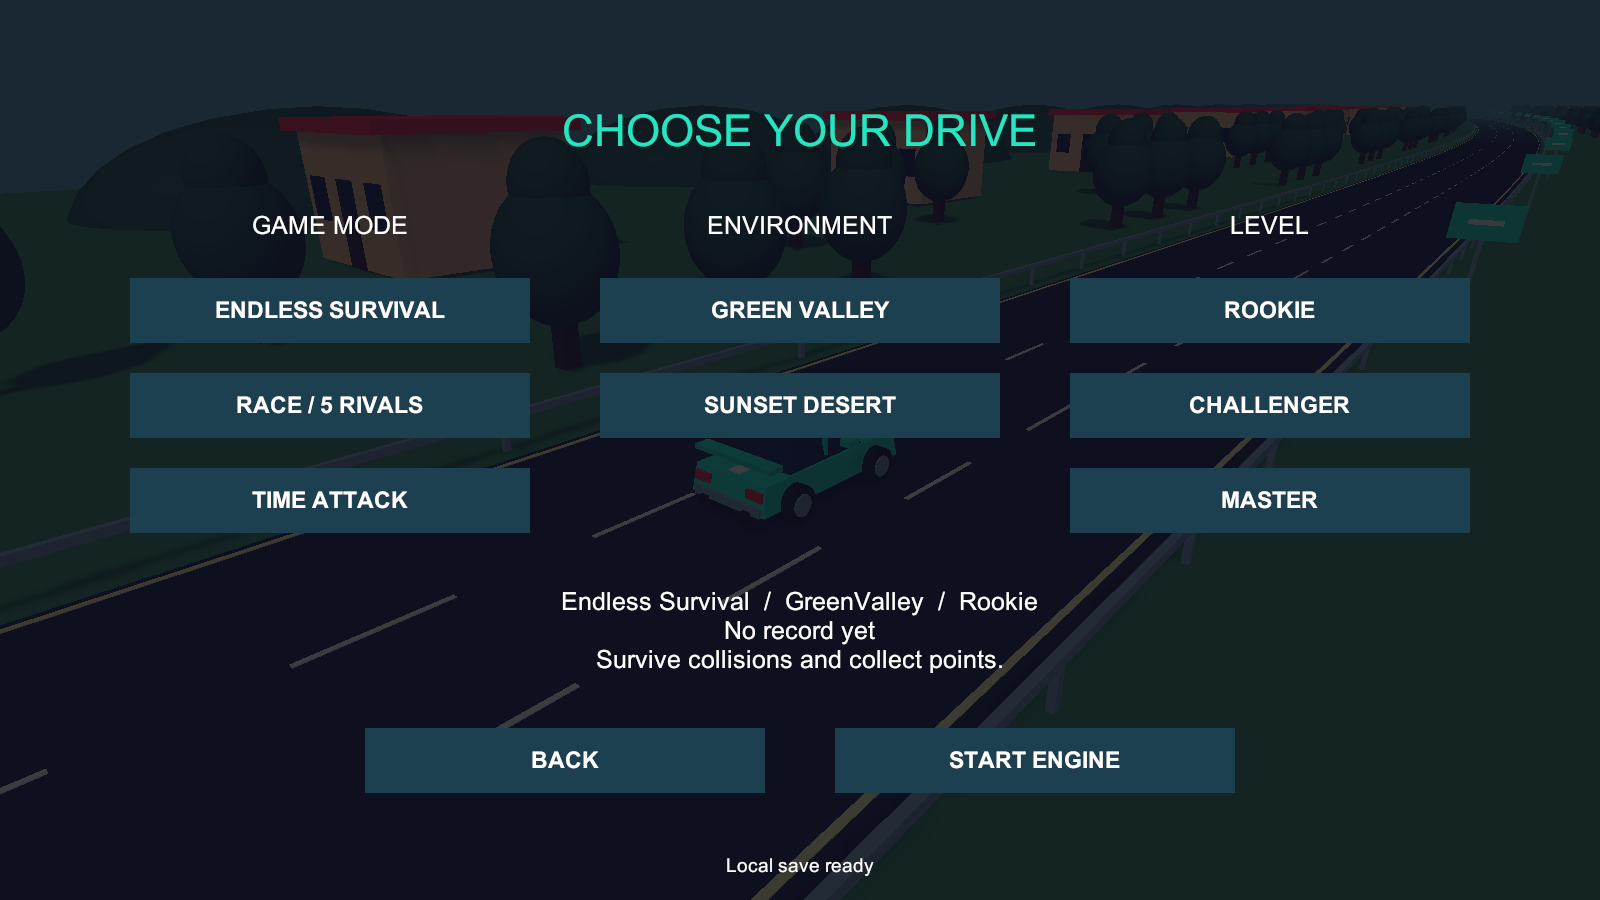 CHOOSE YOUR DRIVE
GAME MODE
ENVIRONMENT
LEVEL
ENDLESS SURVIVAL
GREEN VALLEY
ROOKIE
RACE / 5 RIVALS
SUNSET DESERT
CHALLENGER
TIME ATTACK
MASTER
Endless Survival / GreenValley / Rookie
No record yet
Survive collisions and collect points.
BACK
START ENGINE
Local save ready